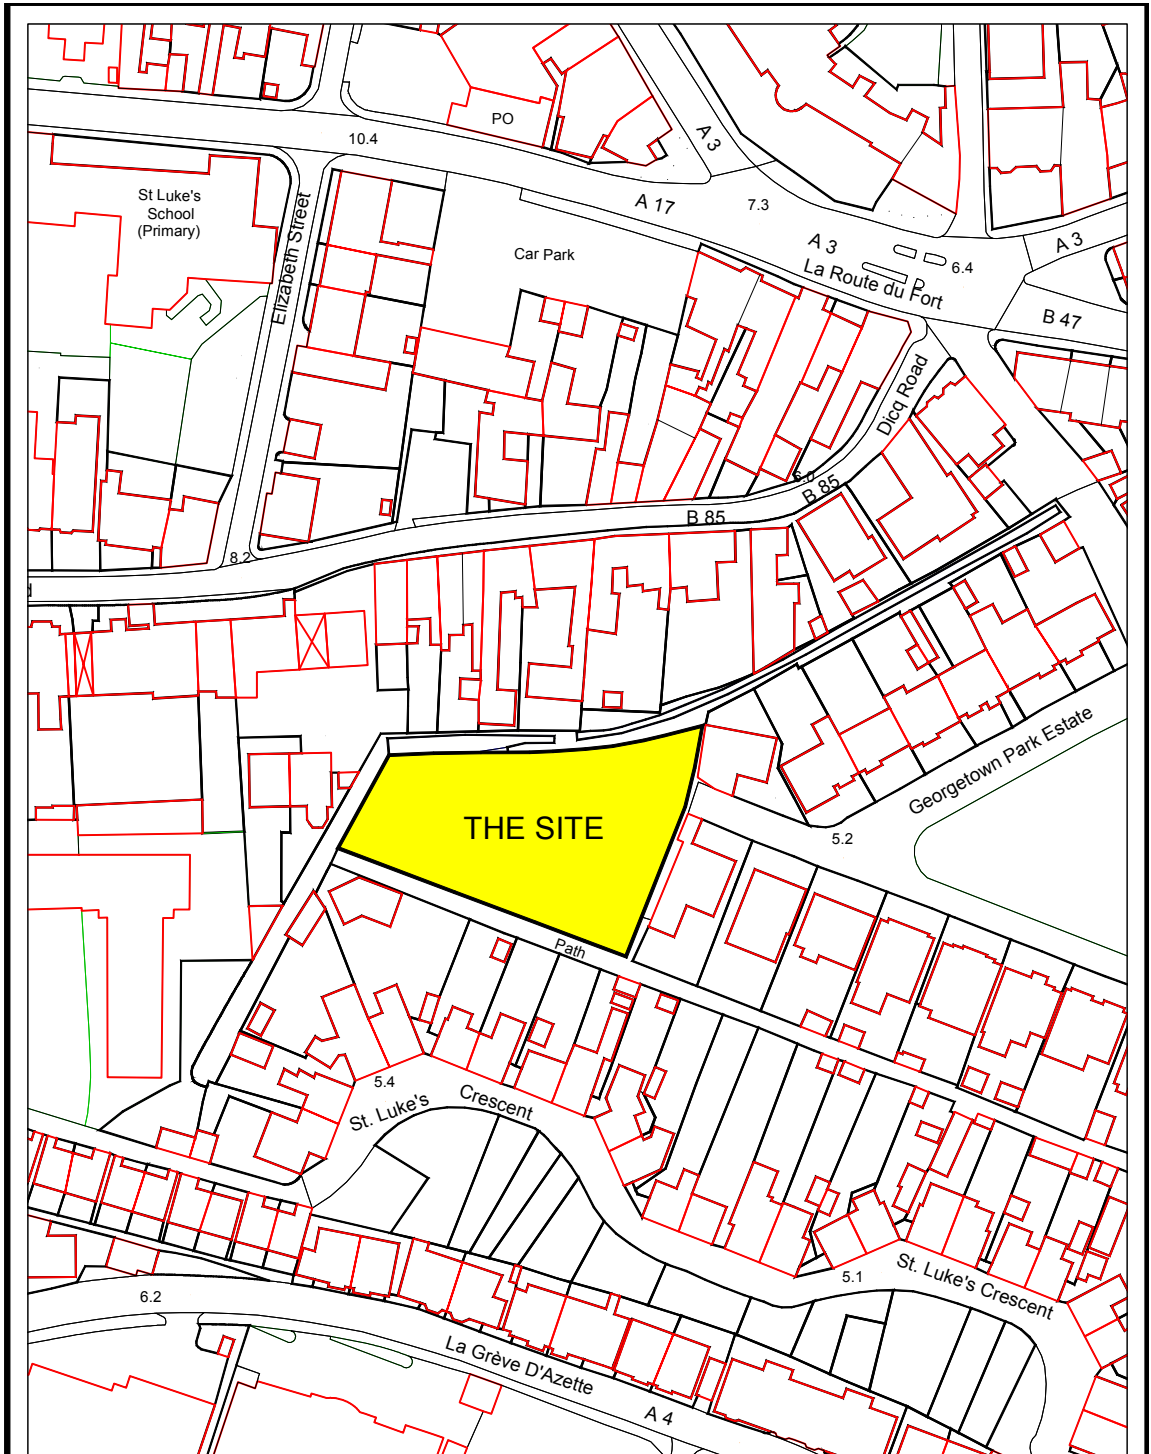 PO
10.4
A 3
St Luke's
School
(Primary)
Elizabeth Street
A 17
7.3
A 3
A 3
Car Park
6.4
La Route du Fort
B 47
Dicq Road
6.0
B 85
B 85
8.2
d
Georgetown Park Estate
THE SITE
5.2
Path
5.4
St. Luke's
Crescent
5.1
St. Luke's Crescent
6.2
La Grève D'Azette
A 4